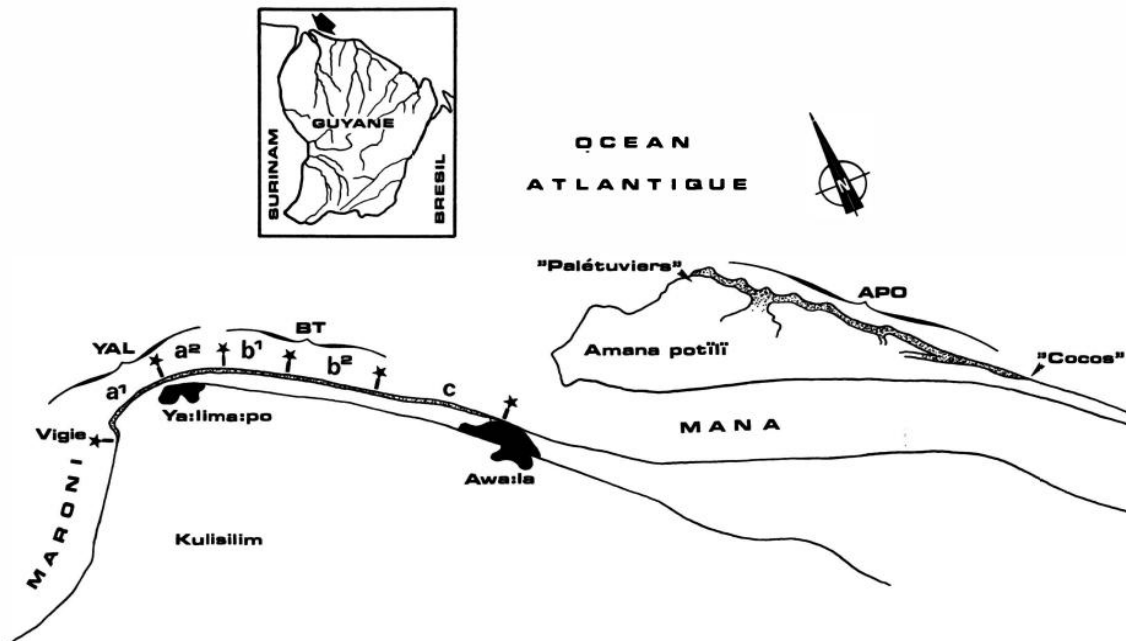 GUYANE
SURINAM
BRESIL
OCEAN
ATLANTIQUE
N
"Palétuviers"
APO
Amana potïlï
"Cocos"
MANA
YAL
BT
a¹
a²
b¹
b²
c
Ya:lima:po
Vigie
Awa:la
MARONI
Kulisilim